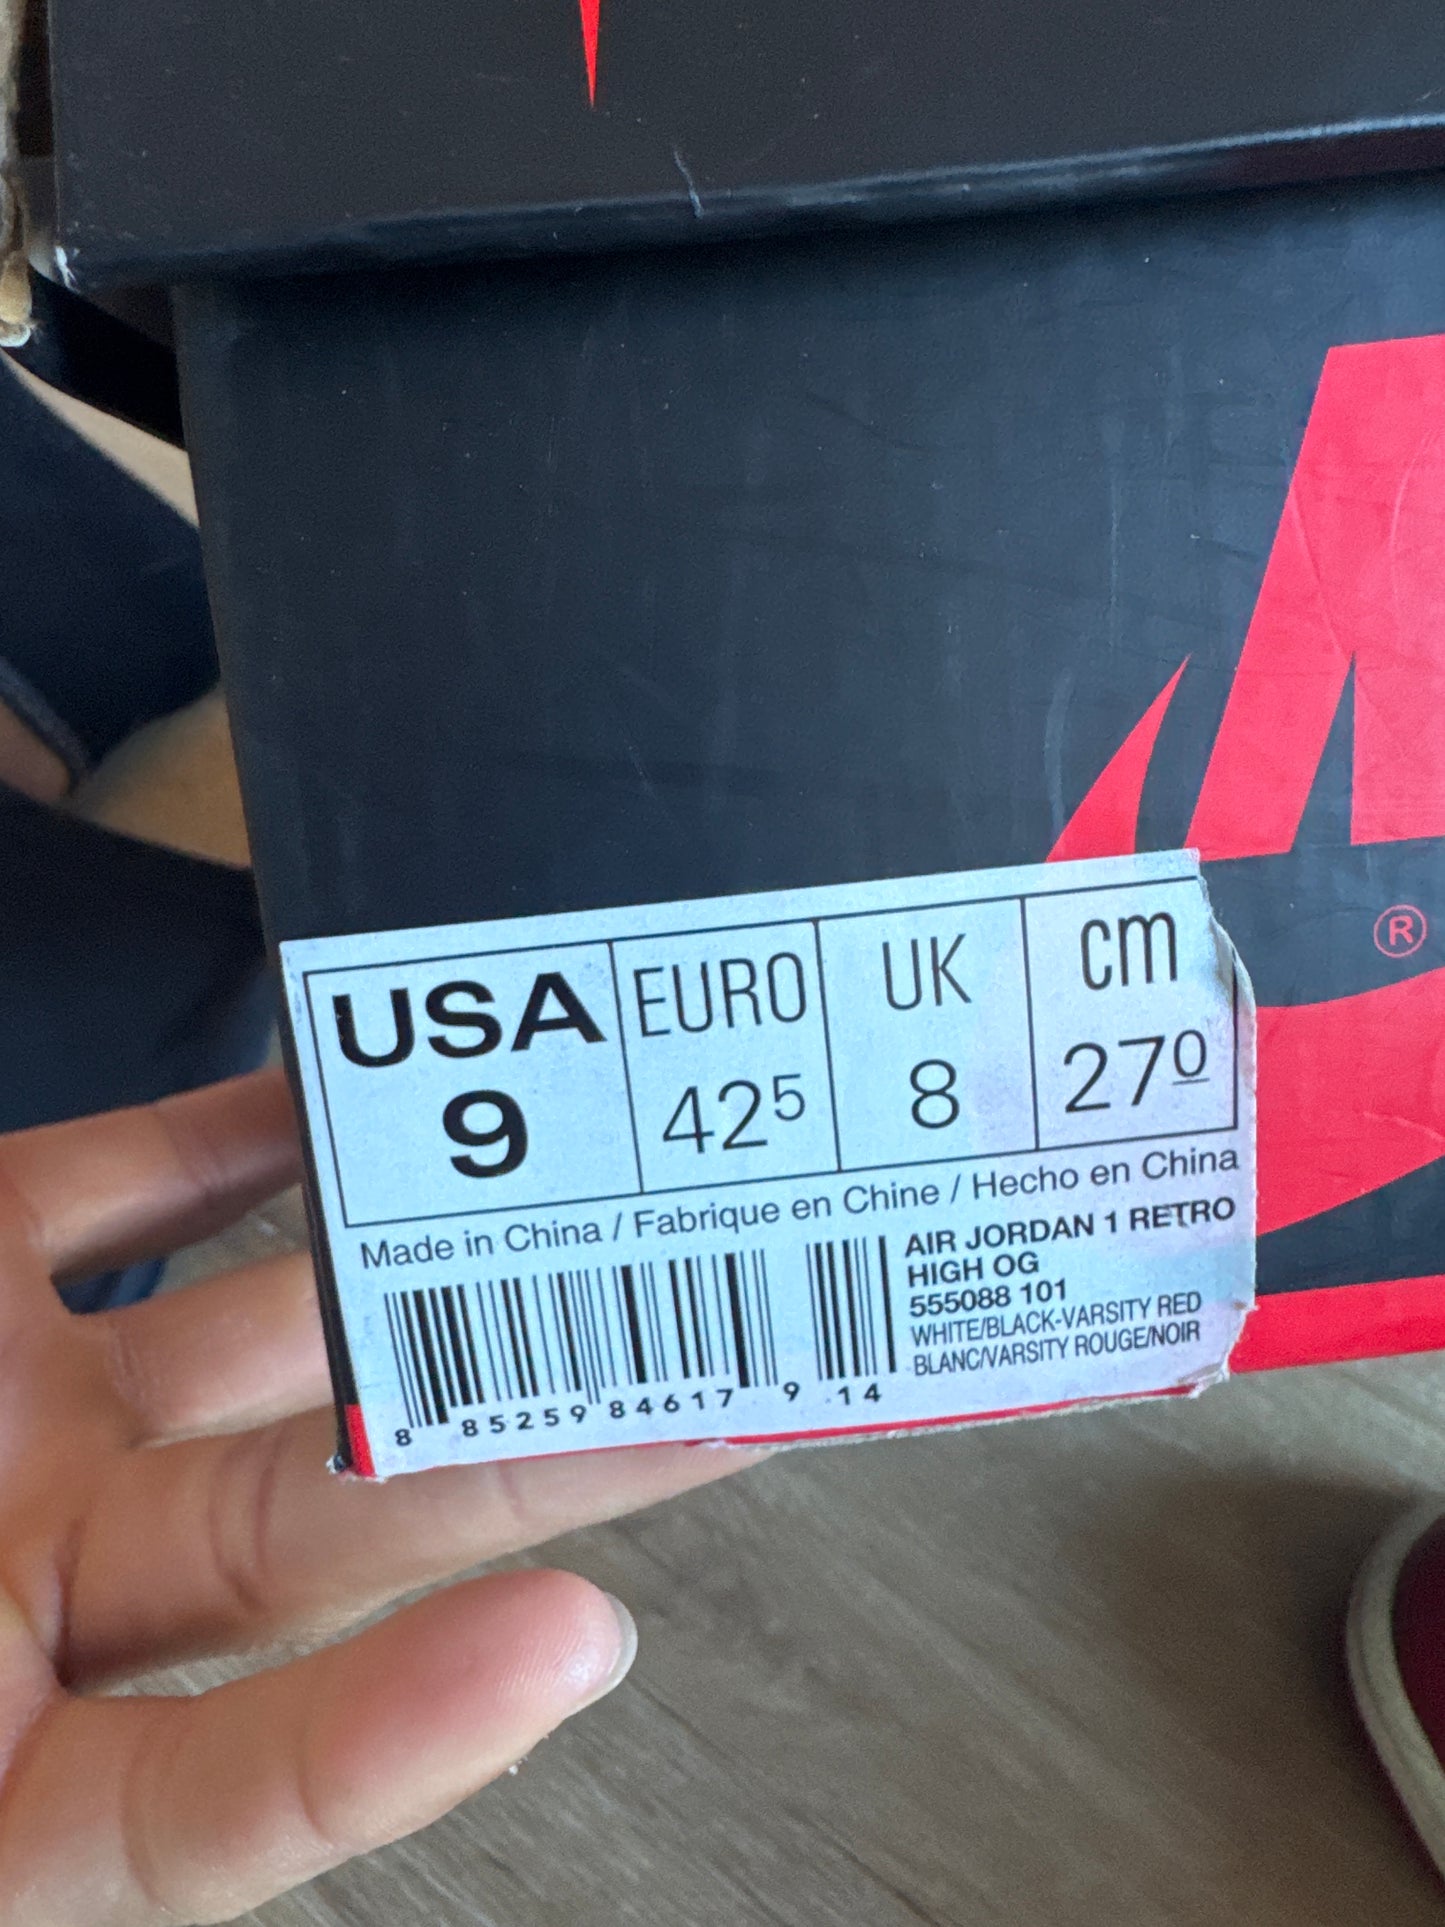 USA EURO UK cm
9 42⁵ 8 27⁰
Made in China / Fabrique en Chine / Hecho en China
AIR JORDAN 1 RETRO
HIGH OG
555088 101
WHITE/BLACK-VARSITY RED
BLANC/VARSITY ROUGE/NOIR
8 85259 84617 9 14
®